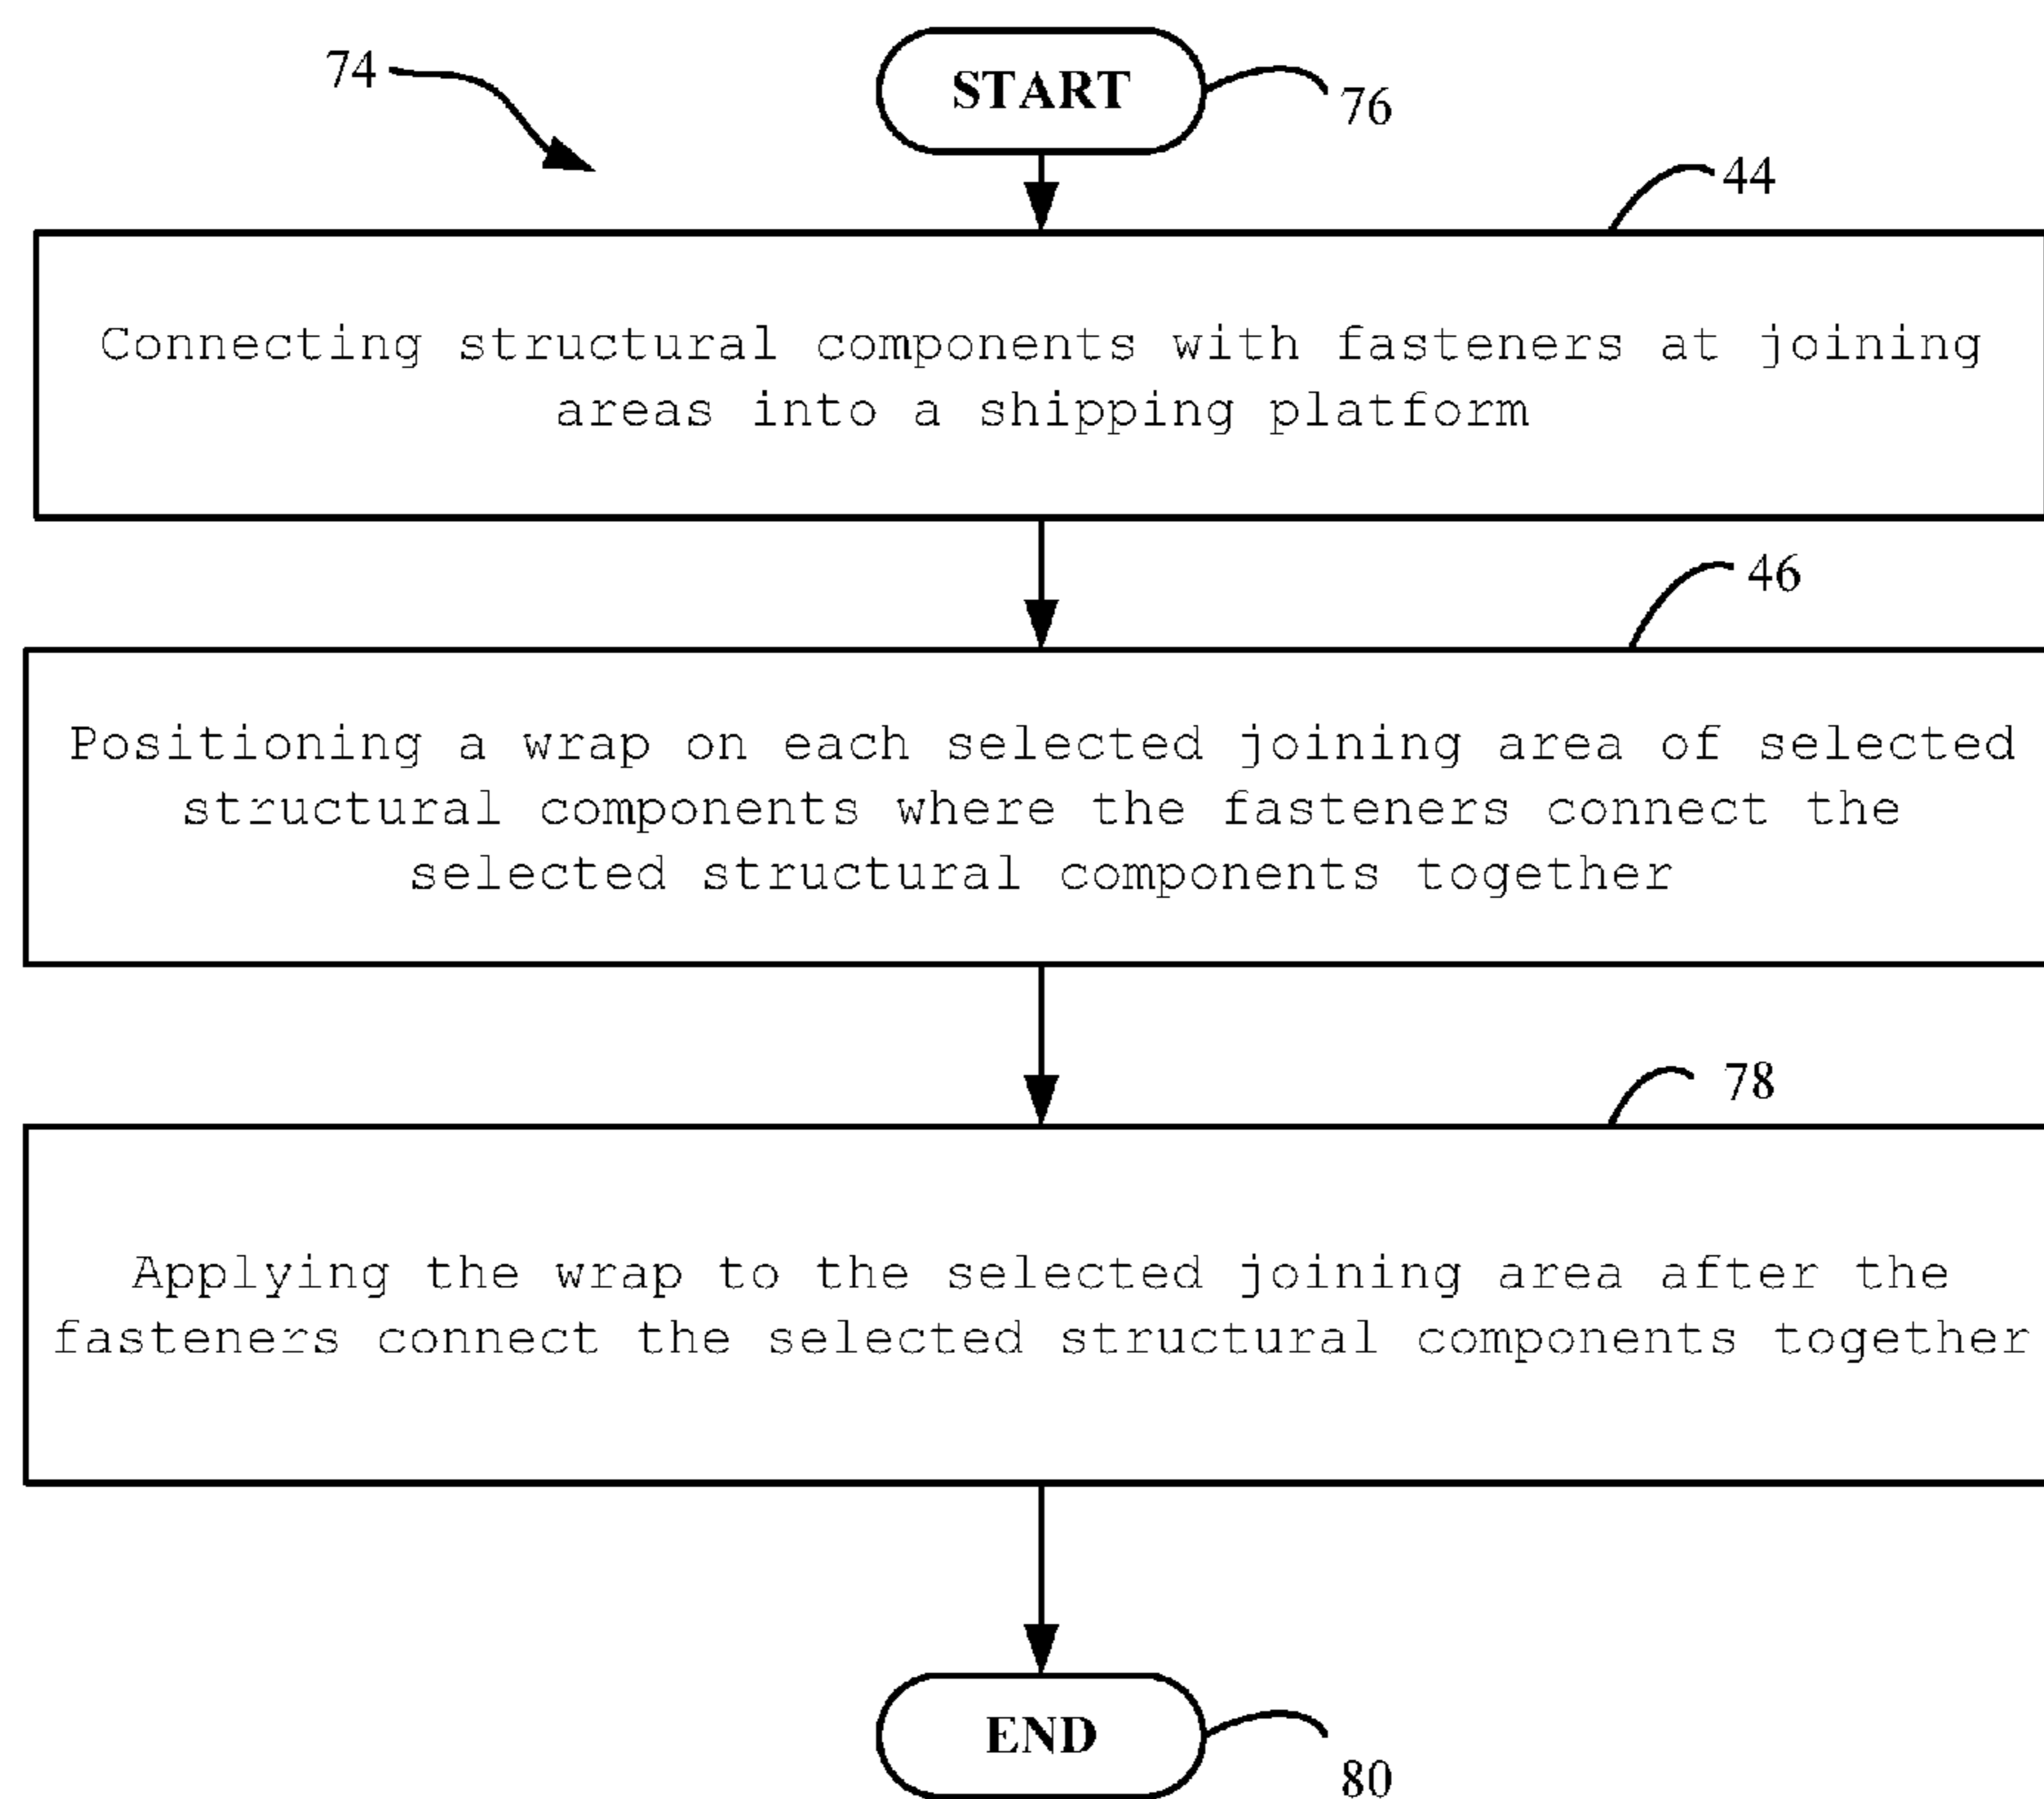 74
START
76
44
Connecting structural components with fasteners at joining
areas into a shipping platform
46
Positioning a wrap on each selected joining area of selected
structural components where the fasteners connect the
selected structural components together
78
Applying the wrap to the selected joining area after the
fasteners connect the selected structural components together
END
80